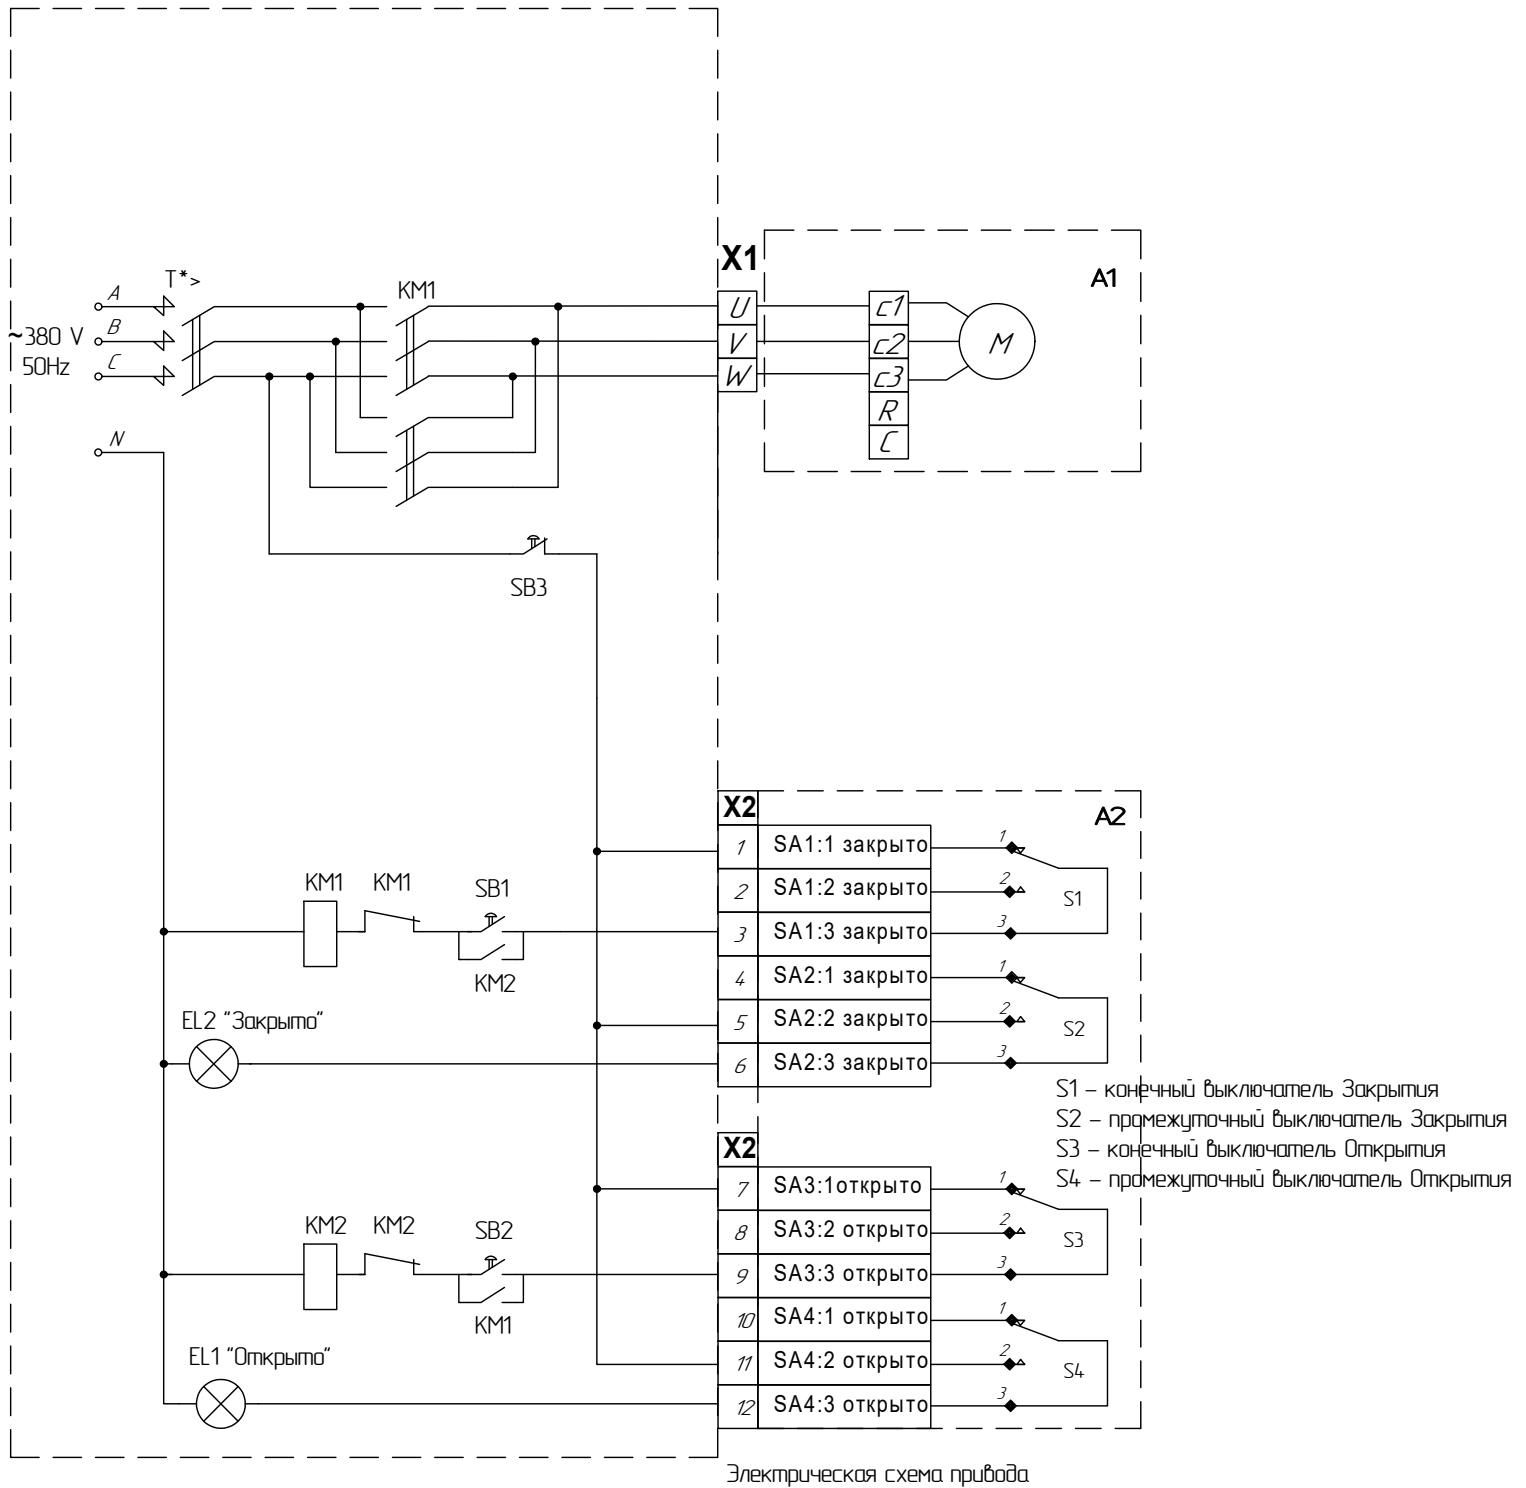 T*>
A
~380 V
B
50Hz
C
N
KM1
X1
U
V
W
A1
c1
c2
c3
R
C
M
SB3
X2
A2
1 SA1:1 закрыто 1
2 SA1:2 закрыто 2
S1
3 SA1:3 закрыто 3
4 SA2:1 закрыто 1
5 SA2:2 закрыто 2
S2
6 SA2:3 закрыто 3
KM1 KM1 SB1
KM2
EL2 "Закрыто"
S1 – конечный выключатель Закрытия
S2 – промежуточный выключатель Закрытия
S3 – конечный выключатель Открытия
S4 – промежуточный выключатель Открытия
X2
7 SA3:1открыто 1
8 SA3:2 открыто 2
S3
9 SA3:3 открыто 3
10 SA4:1 открыто 1
11 SA4:2 открыто 2
S4
12 SA4:3 открыто 3
KM2 KM2 SB2
KM1
EL1 "Открыто"
Электрическая схема привода